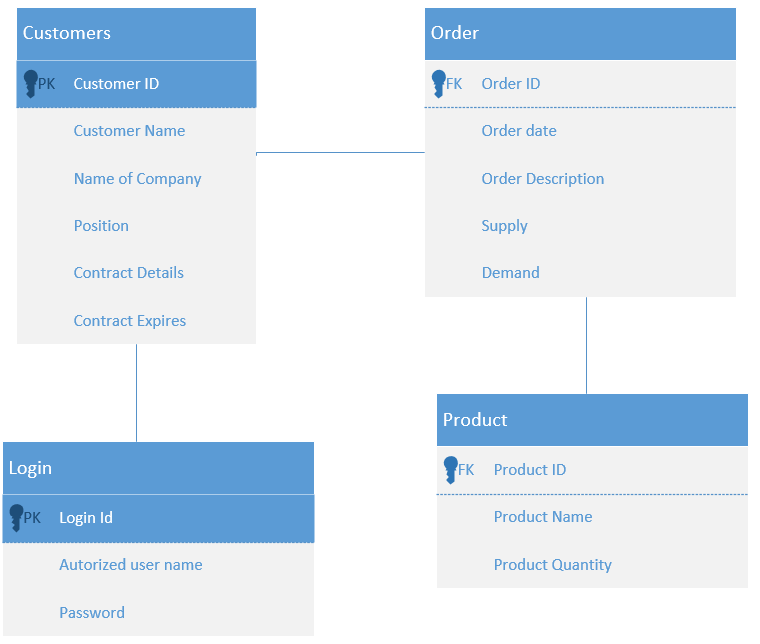 Customers
PK Customer ID
Customer Name
Name of Company
Position
Contract Details
Contract Expires
Order
FK Order ID
Order date
Order Description
Supply
Demand
Login
PK Login Id
Autorized user name
Password
Product
FK Product ID
Product Name
Product Quantity